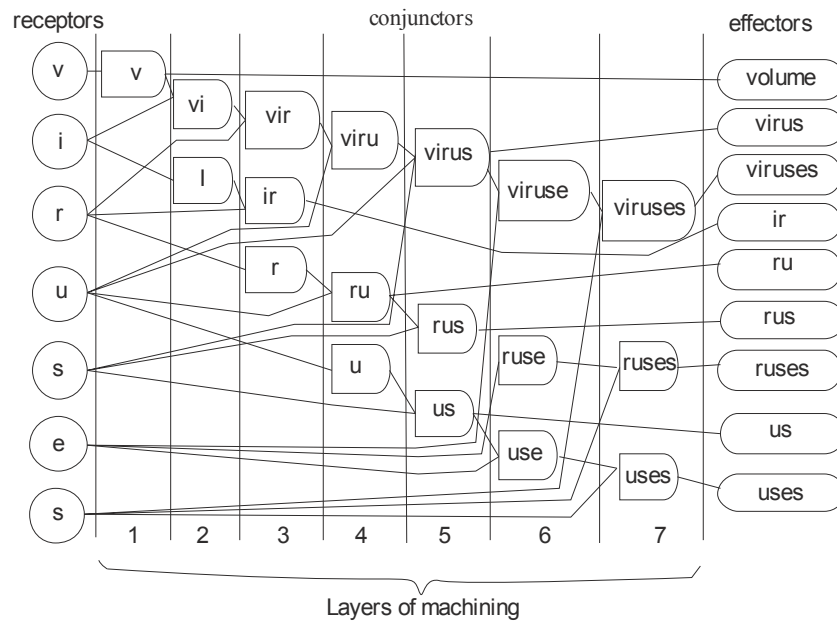 receptors conjunctors effectors
v v volume
vi vir viru virus virus
i viruse viruses viruses
l ir
r ir
r ru
u ru
rus rus
s u ruse ruses ruses
us us
e use
uses uses
s
1 2 3 4 5 6 7
Layers of machining